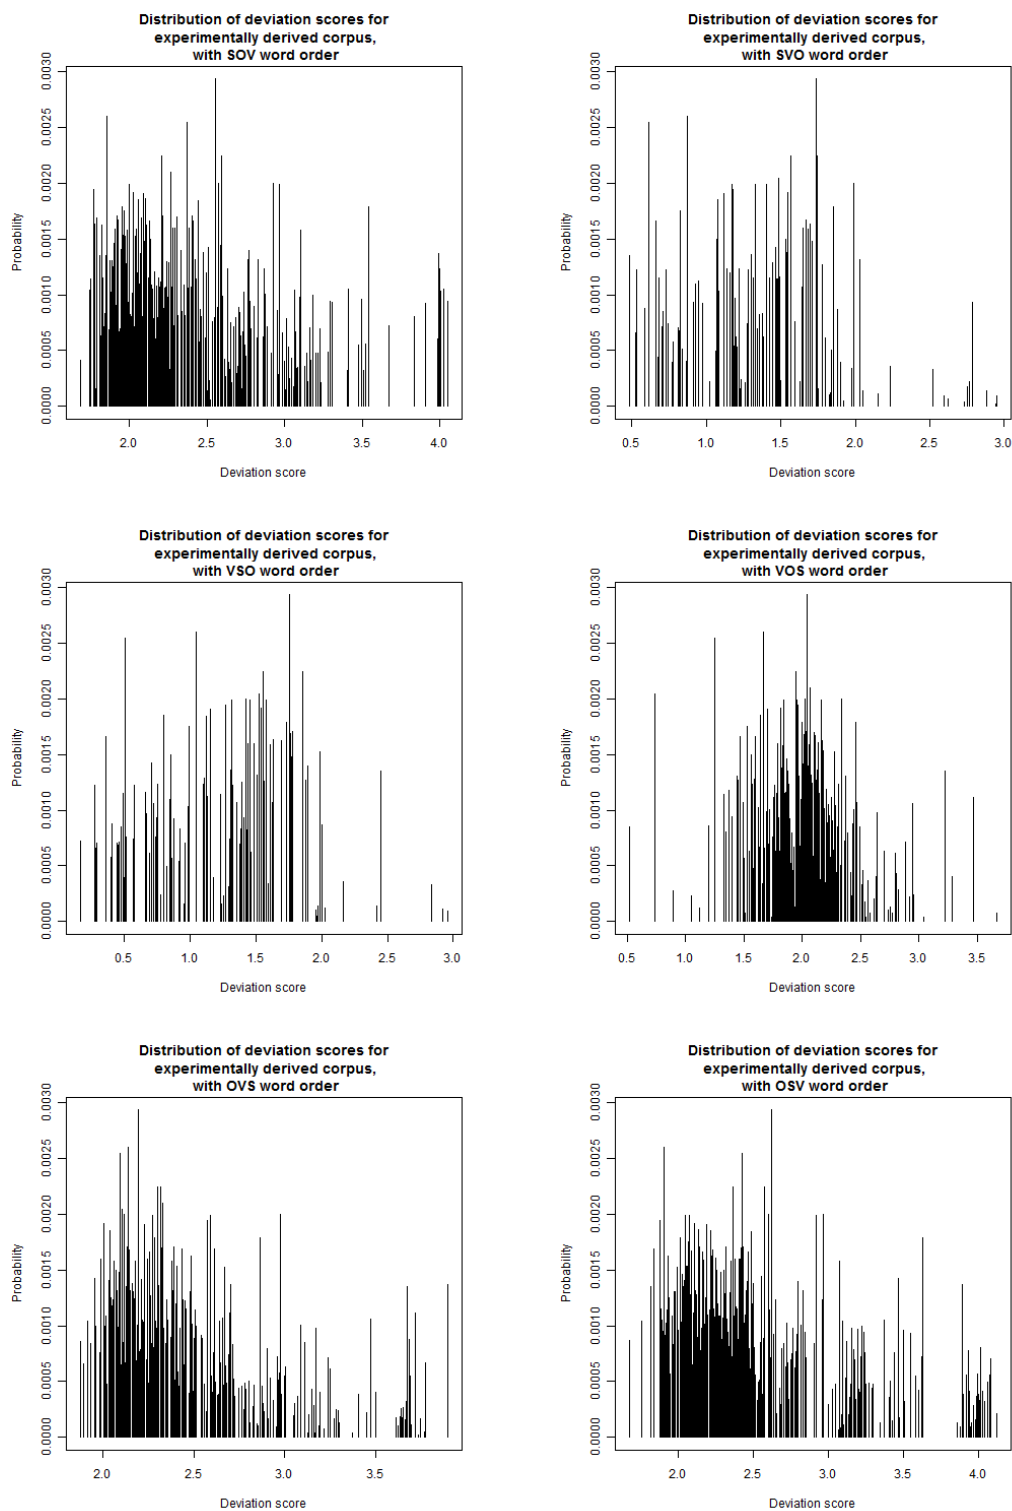 Distribution of deviation scores for
experimentally derived corpus,
with SOV word order
Probability
0.0030
0.0025
0.0020
0.0015
0.0010
0.0005
0.0000
2.0 2.5 3.0 3.5 4.0
Deviation score
Distribution of deviation scores for
experimentally derived corpus,
with SVO word order
Probability
0.0030
0.0025
0.0020
0.0015
0.0010
0.0005
0.0000
0.5 1.0 1.5 2.0 2.5 3.0
Deviation score
Distribution of deviation scores for
experimentally derived corpus,
with VSO word order
Probability
0.0030
0.0025
0.0020
0.0015
0.0010
0.0005
0.0000
0.5 1.0 1.5 2.0 2.5 3.0
Deviation score
Distribution of deviation scores for
experimentally derived corpus,
with VOS word order
Probability
0.0030
0.0025
0.0020
0.0015
0.0010
0.0005
0.0000
0.5 1.0 1.5 2.0 2.5 3.0 3.5
Deviation score
Distribution of deviation scores for
experimentally derived corpus,
with OVS word order
Probability
0.0030
0.0025
0.0020
0.0015
0.0010
0.0005
0.0000
2.0 2.5 3.0 3.5
Deviation score
Distribution of deviation scores for
experimentally derived corpus,
with OSV word order
Probability
0.0030
0.0025
0.0020
0.0015
0.0010
0.0005
0.0000
2.0 2.5 3.0 3.5 4.0
Deviation score